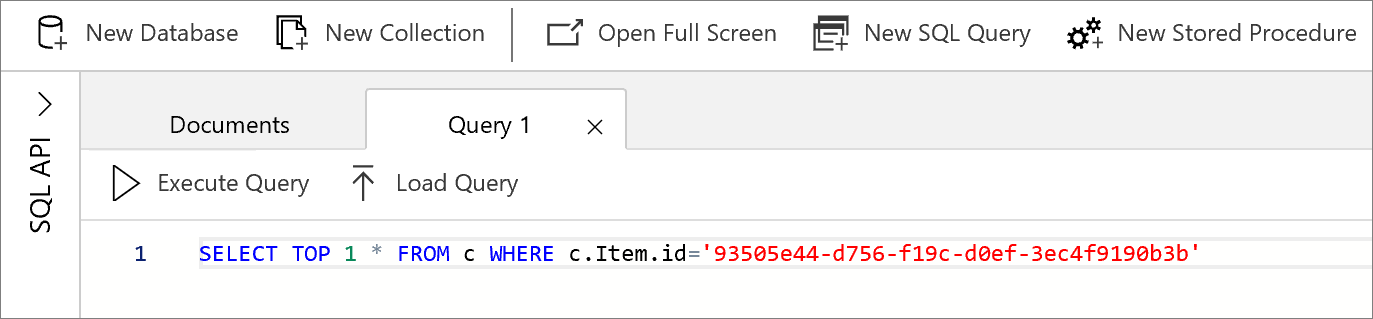 New Database New Collection Open Full Screen New SQL Query New Stored Procedure
SQL API
Documents Query 1
Execute Query Load Query
1 SELECT TOP 1 * FROM c WHERE c.Item.id='93505e44-d756-f19c-d0ef-3ec4f9190b3b'